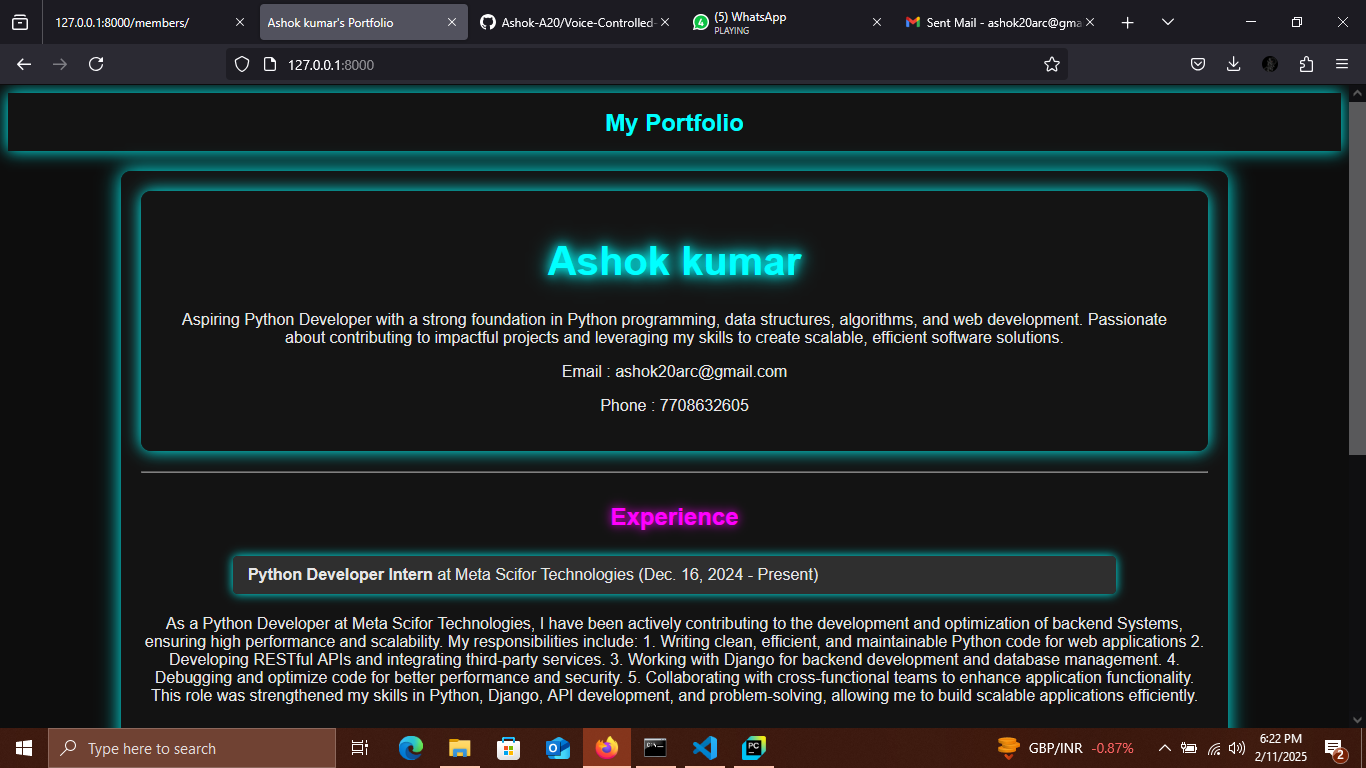 127.0.0.1:8000/members/
Ashok kumar's Portfolio
Ashok-A20/Voice-Controlled-
(5) WhatsApp
PLAYING
Sent Mail - ashok20arc@gma
127.0.0.1:8000
My Portfolio
Ashok kumar
Aspiring Python Developer with a strong foundation in Python programming, data structures, algorithms, and web development. Passionate
about contributing to impactful projects and leveraging my skills to create scalable, efficient software solutions.
Email : ashok20arc@gmail.com
Phone : 7708632605
Experience
Python Developer Intern at Meta Scifor Technologies (Dec. 16, 2024 - Present)
As a Python Developer at Meta Scifor Technologies, I have been actively contributing to the development and optimization of backend Systems,
ensuring high performance and scalability. My responsibilities include: 1. Writing clean, efficient, and maintainable Python code for web applications 2.
Developing RESTful APIs and integrating third-party services. 3. Working with Django for backend development and database management. 4.
Debugging and optimize code for better performance and security. 5. Collaborating with cross-functional teams to enhance application functionality.
This role was strengthened my skills in Python, Django, API development, and problem-solving, allowing me to build scalable applications efficiently.
Type here to search
GBP/INR -0.87%
6:22 PM
2/11/2025
2